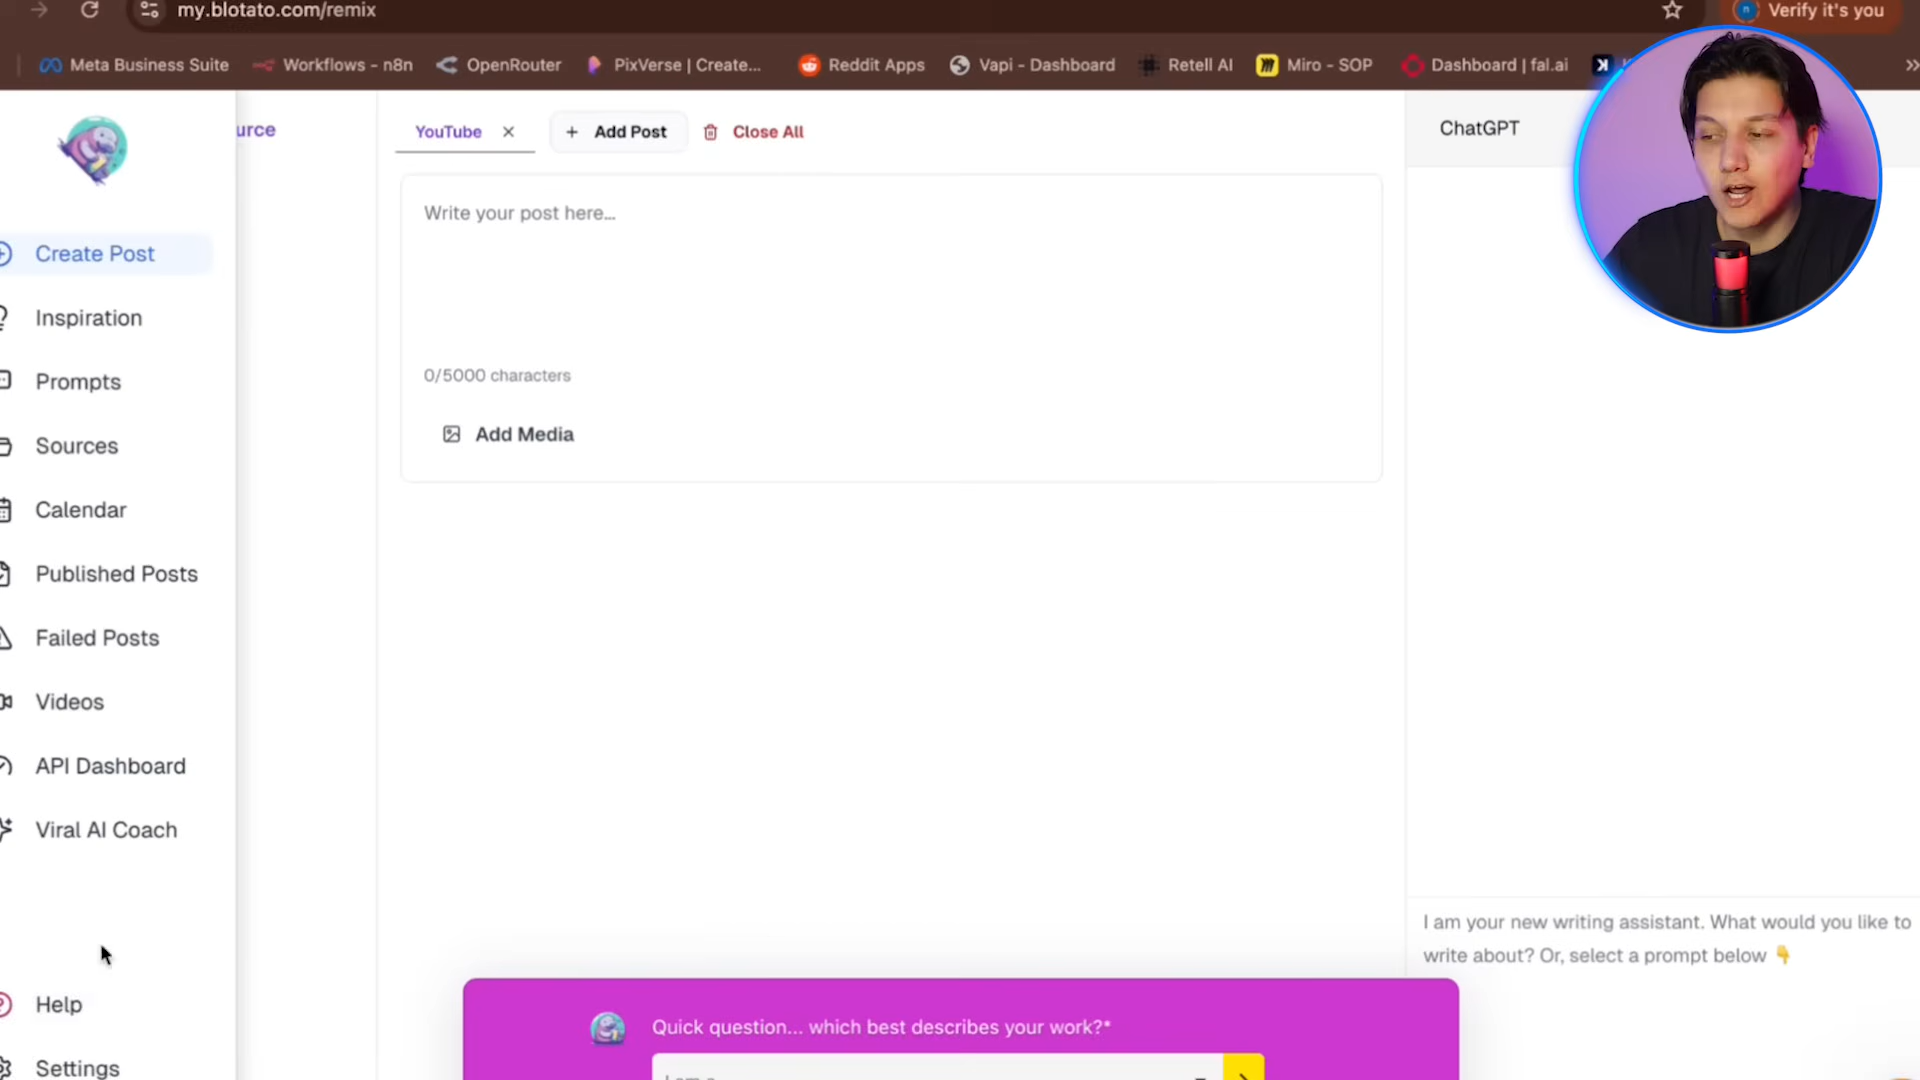 my.blotato.com/remix
Verify it's you
Meta Business Suite
Workflows - n8n
OpenRouter
PixVerse | Create...
Reddit Apps
Vapi - Dashboard
Retell AI
Miro - SOP
Dashboard | fal.ai
urce
YouTube
Add Post
Close All
ChatGPT
Write your post here...
0/5000 characters
Add Media
Create Post
Inspiration
Prompts
Sources
Calendar
Published Posts
Failed Posts
Videos
API Dashboard
Viral AI Coach
Help
Settings
I am your new writing assistant. What would you like to
write about? Or, select a prompt below 👇
Quick question... which best describes your work?*